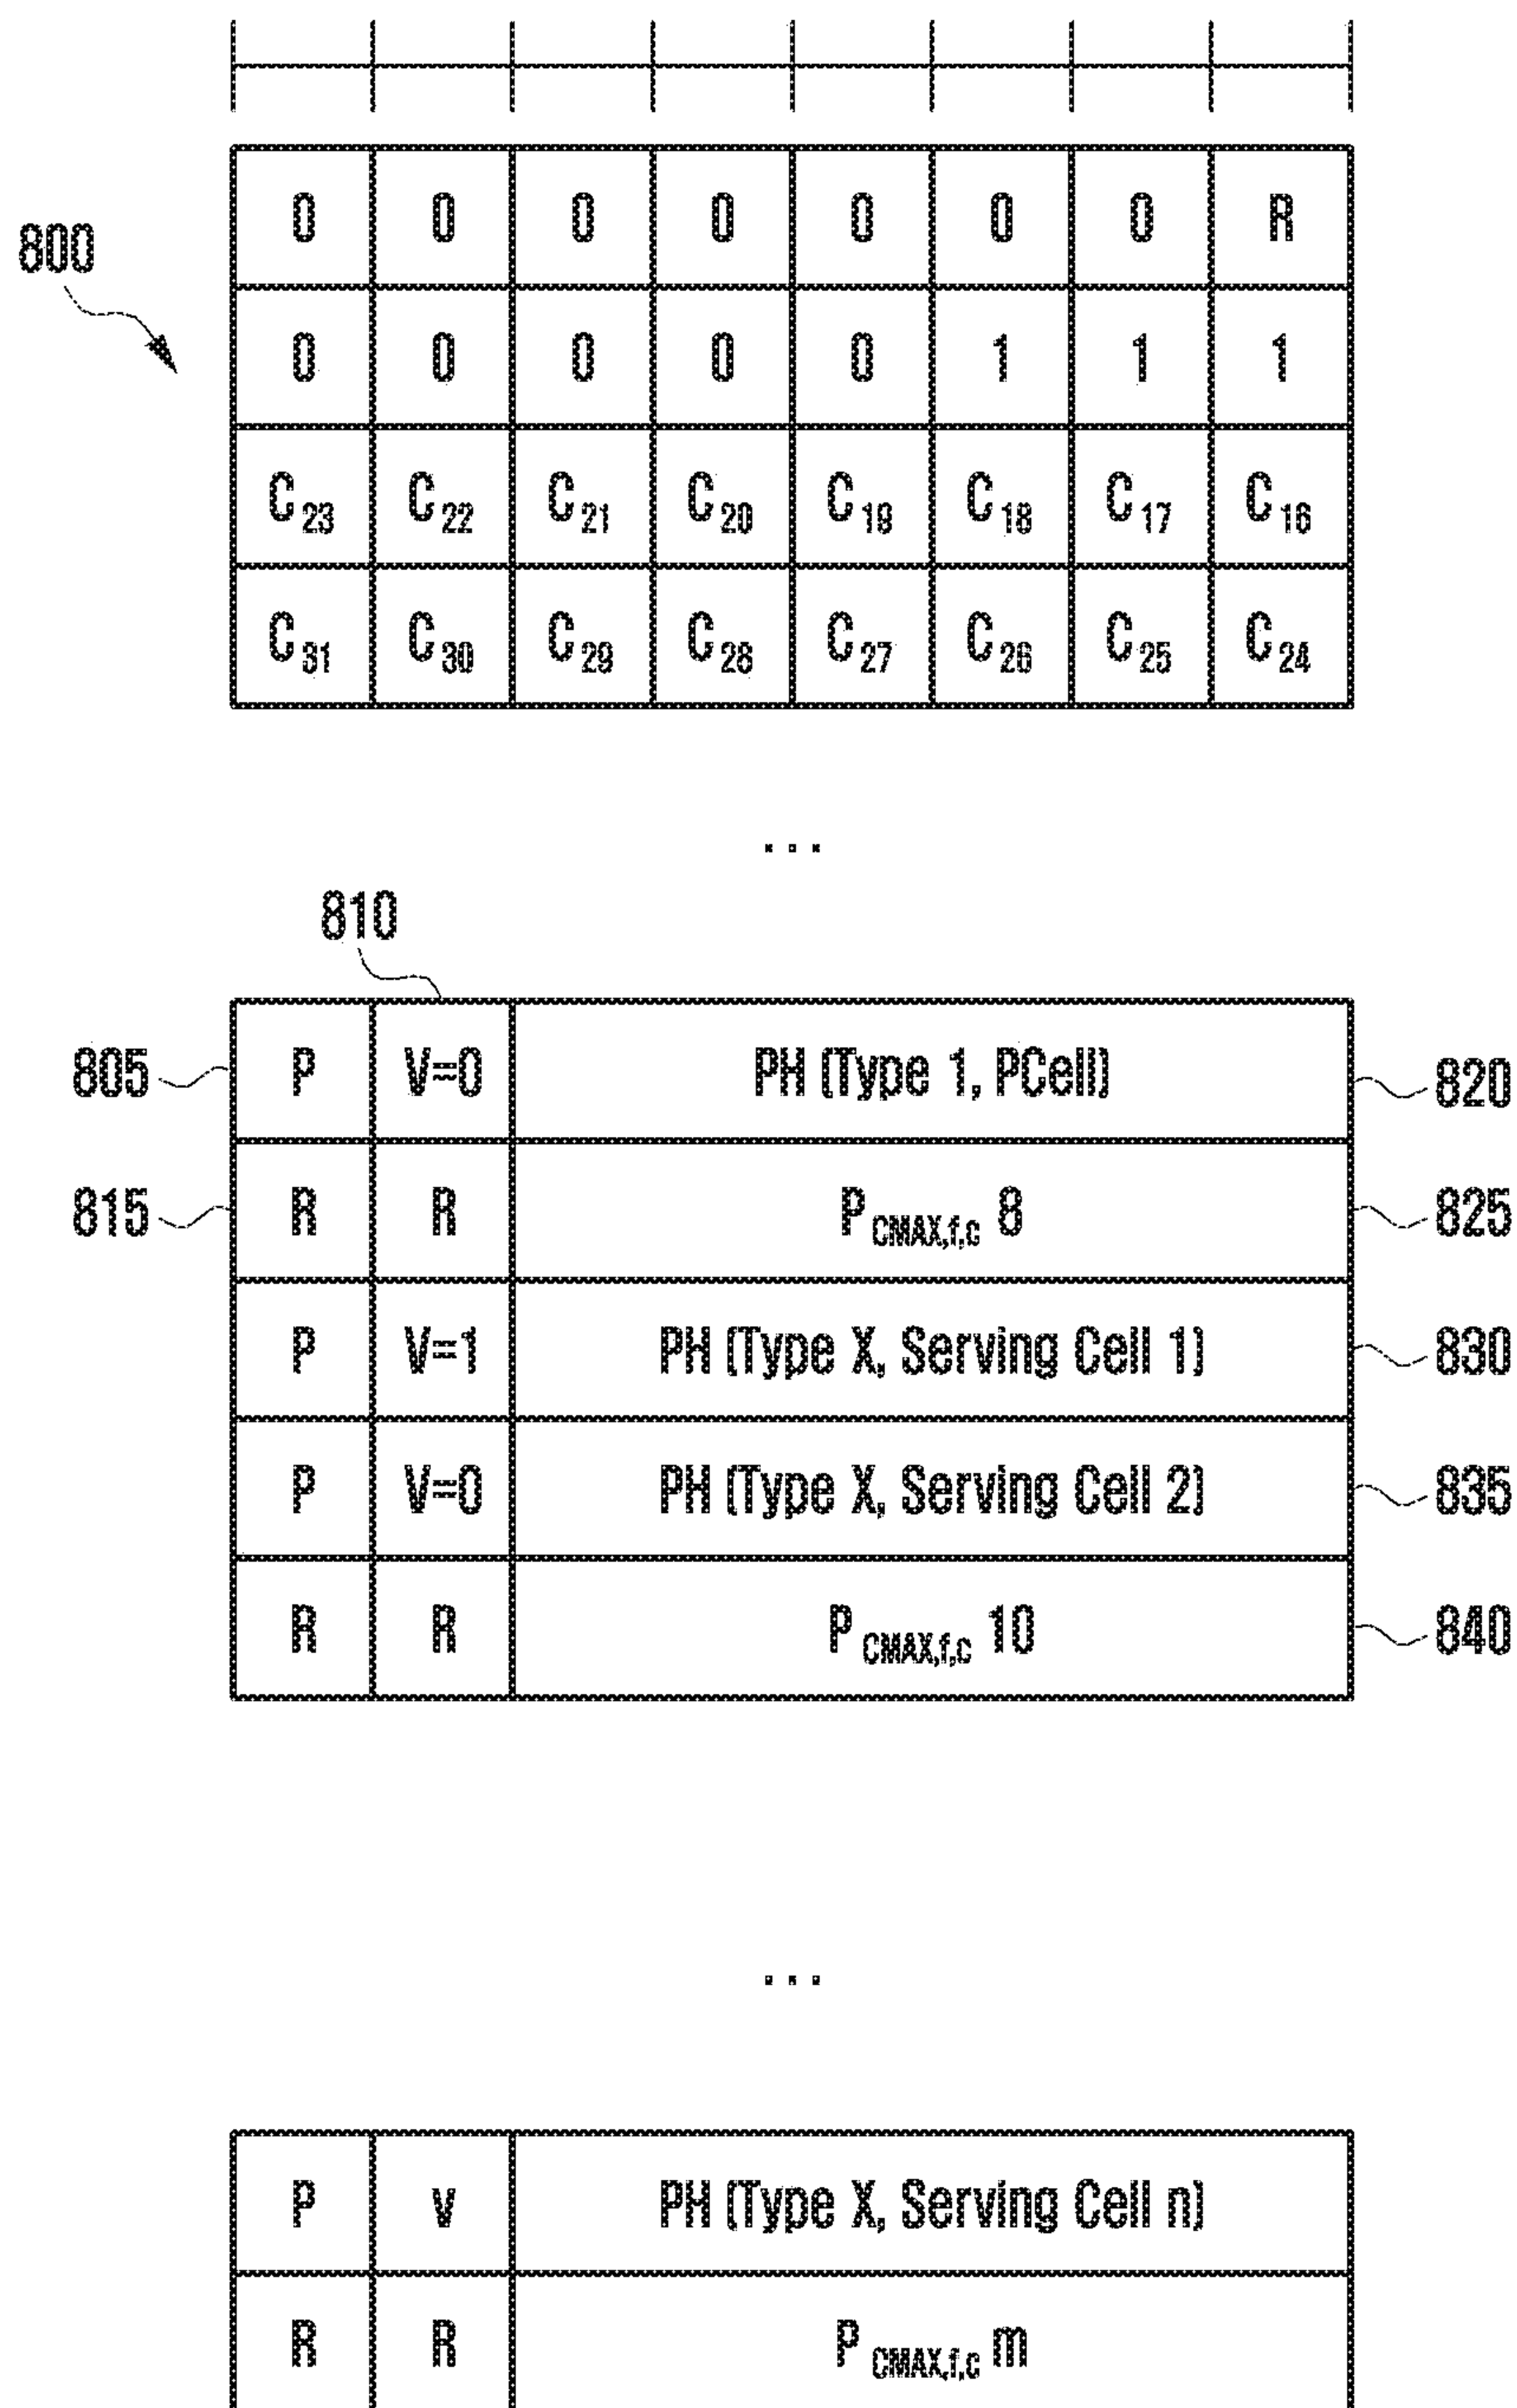 0 0 0 0 0 0 0 R
800
0 0 0 0 0 1 1 1
C23 C22 C21 C20 C19 C18 C17 C16
C31 C30 C29 C28 C27 C26 C25 C24
...
810
805 P V=0 PH (Type 1, PCell) 820
815 R R PCMAX,f,c 8 825
P V=1 PH (Type X, Serving Cell 1) 830
P V=0 PH (Type X, Serving Cell 2) 835
R R PCMAX,f,c 10 840
...
P v PH (Type X, Serving Cell n)
R R PCMAX,f,c m